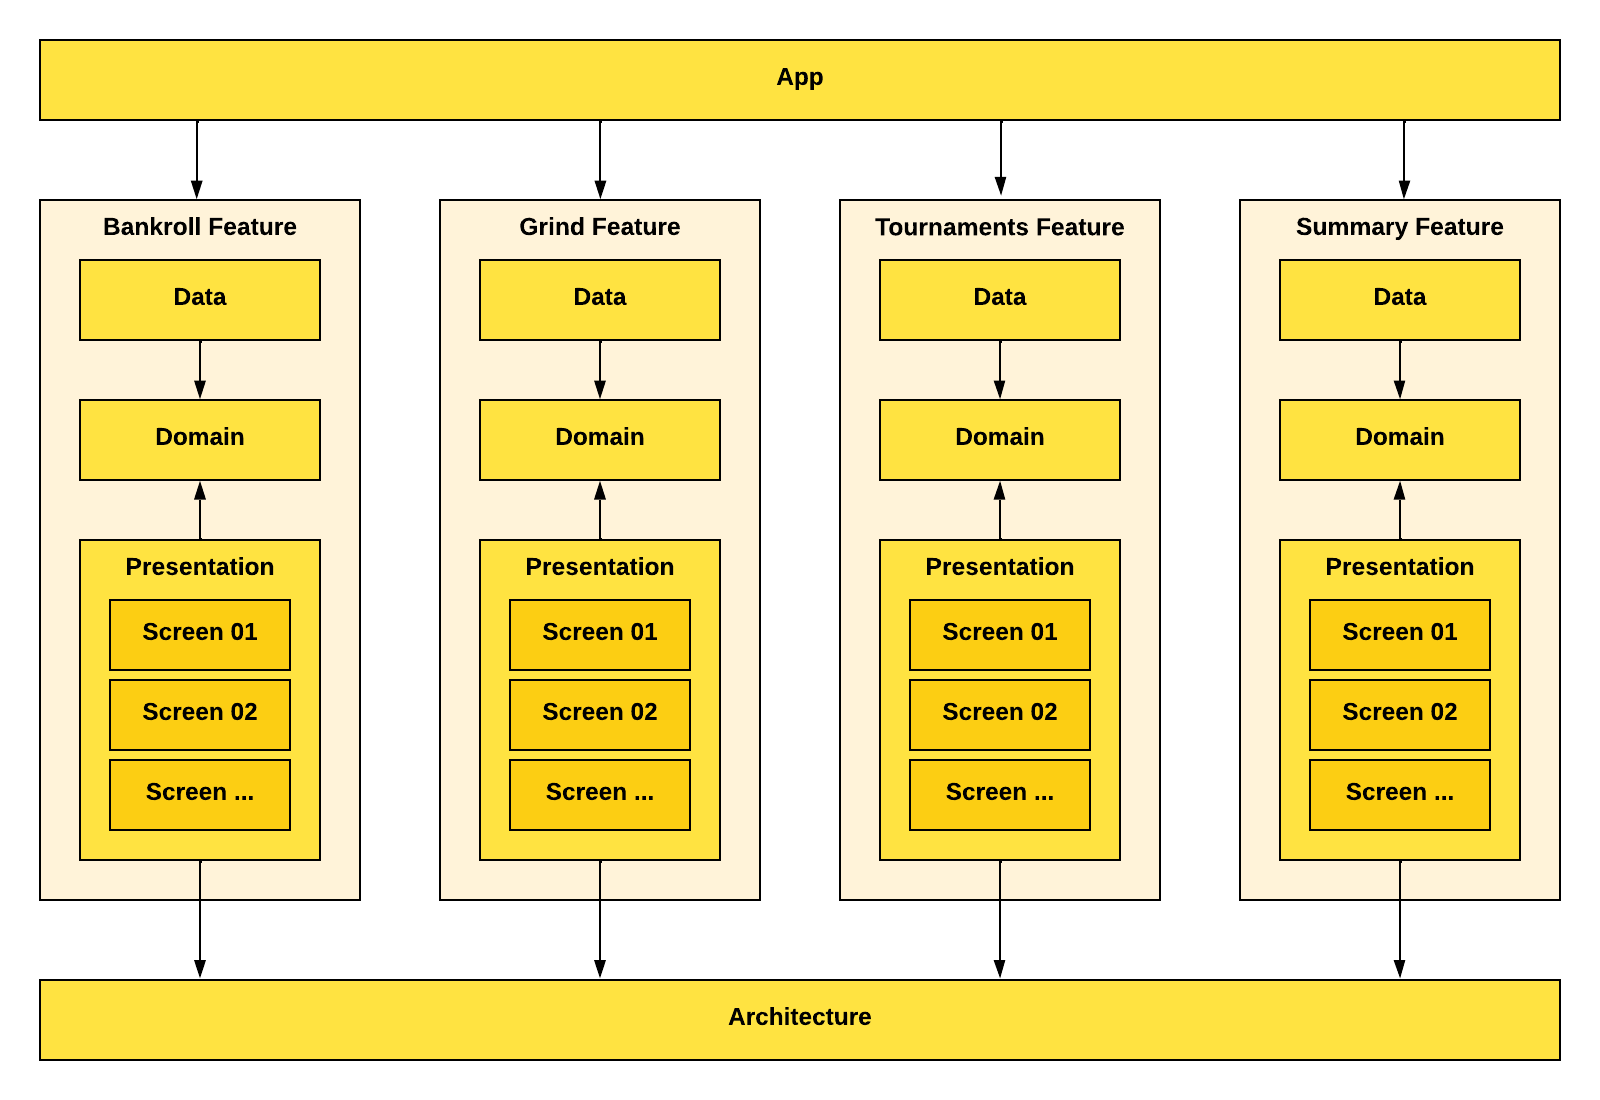 App
Bankroll Feature
Data
Domain
Presentation
Screen 01
Screen 02
Screen ...
Grind Feature
Data
Domain
Presentation
Screen 01
Screen 02
Screen ...
Tournaments Feature
Data
Domain
Presentation
Screen 01
Screen 02
Screen ...
Summary Feature
Data
Domain
Presentation
Screen 01
Screen 02
Screen ...
Architecture